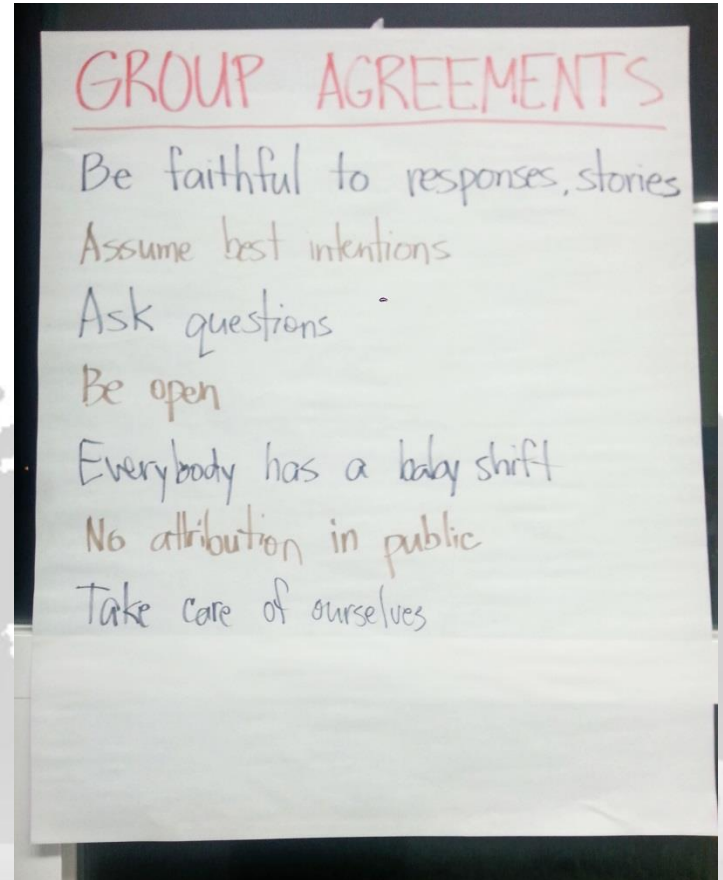 GROUP AGREEMENTS
Be faithful to responses, stories
Assume best intentions
Ask questions
Be open
Everybody has a baby shift
No attribution in public
Take care of ourselves